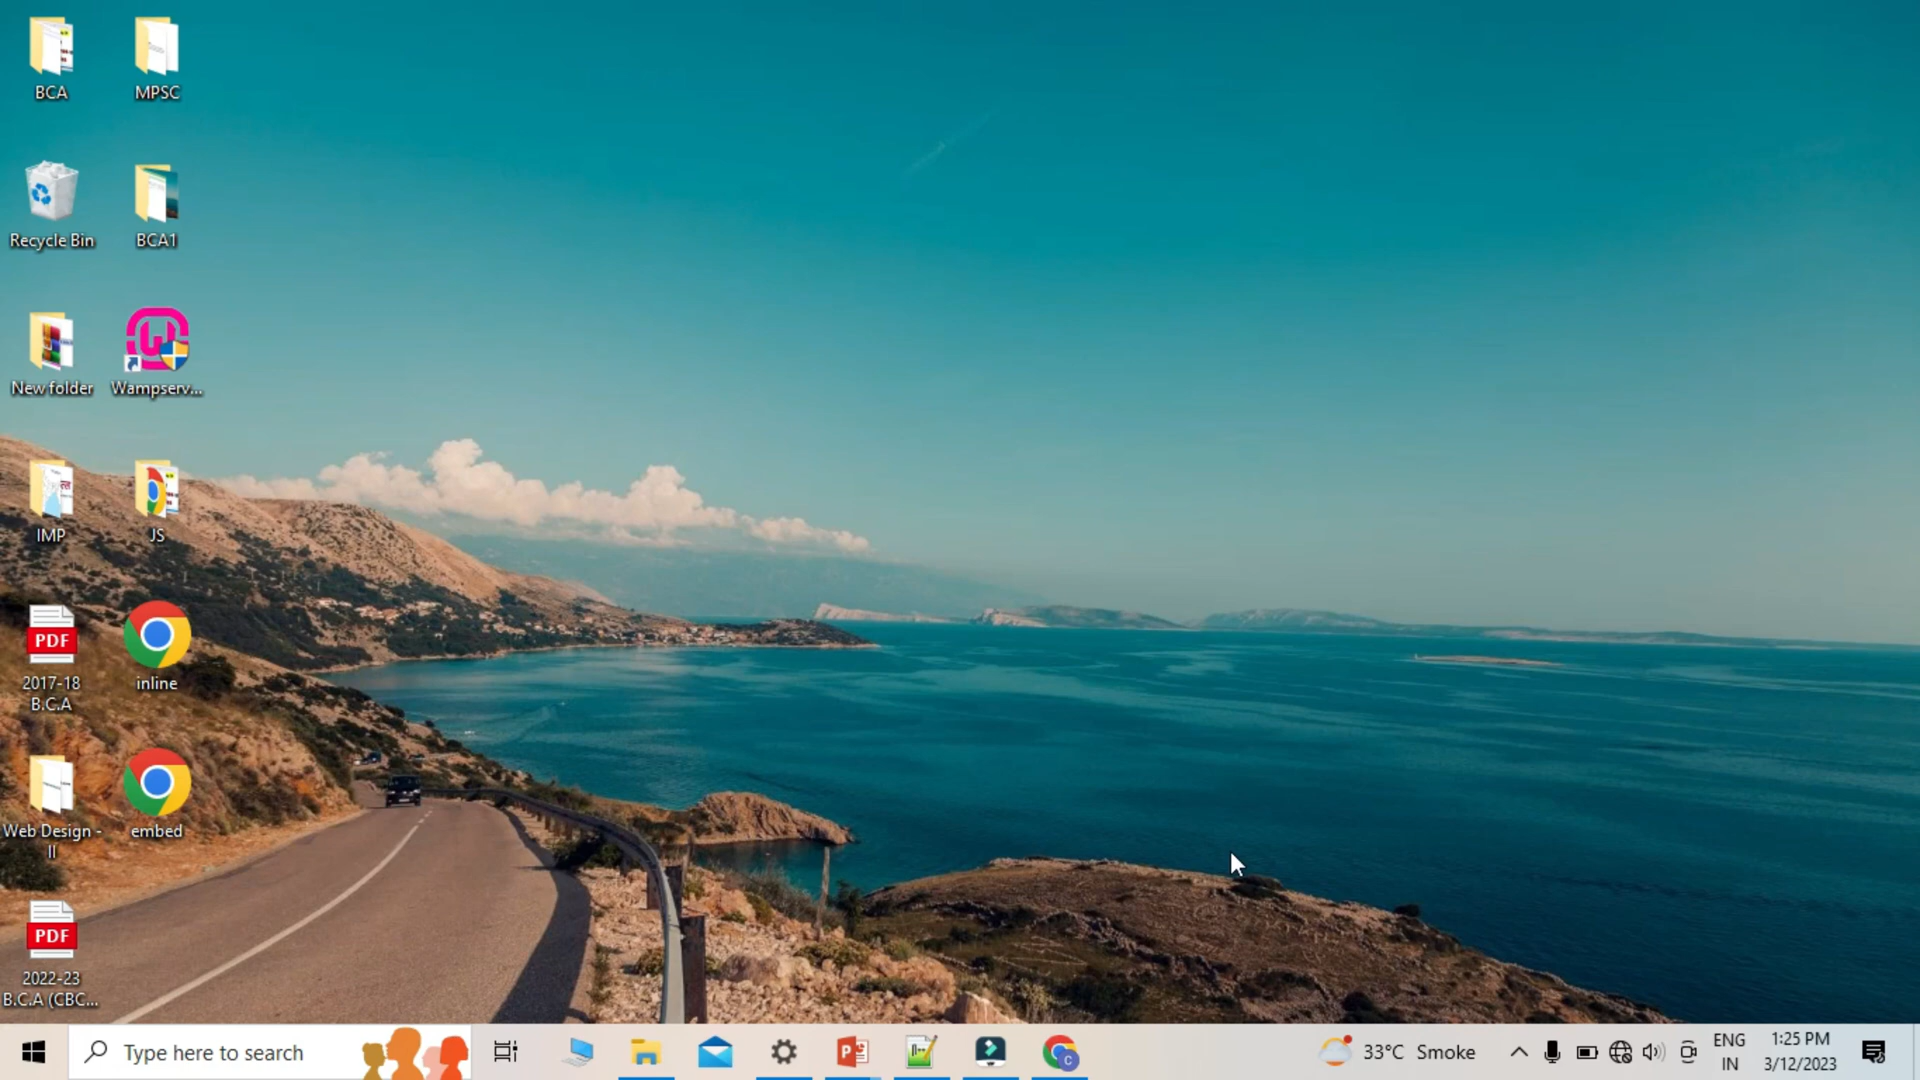 BCA
MPSC
Recycle Bin
BCA1
New folder
Wampserv...
IMP
JS
PDF
2017-18
B.C.A
inline
Web Design -
II
embed
PDF
2022-23
B.C.A (CBC...
Type here to search
33°C Smoke
ENG
IN
1:25 PM
3/12/2023